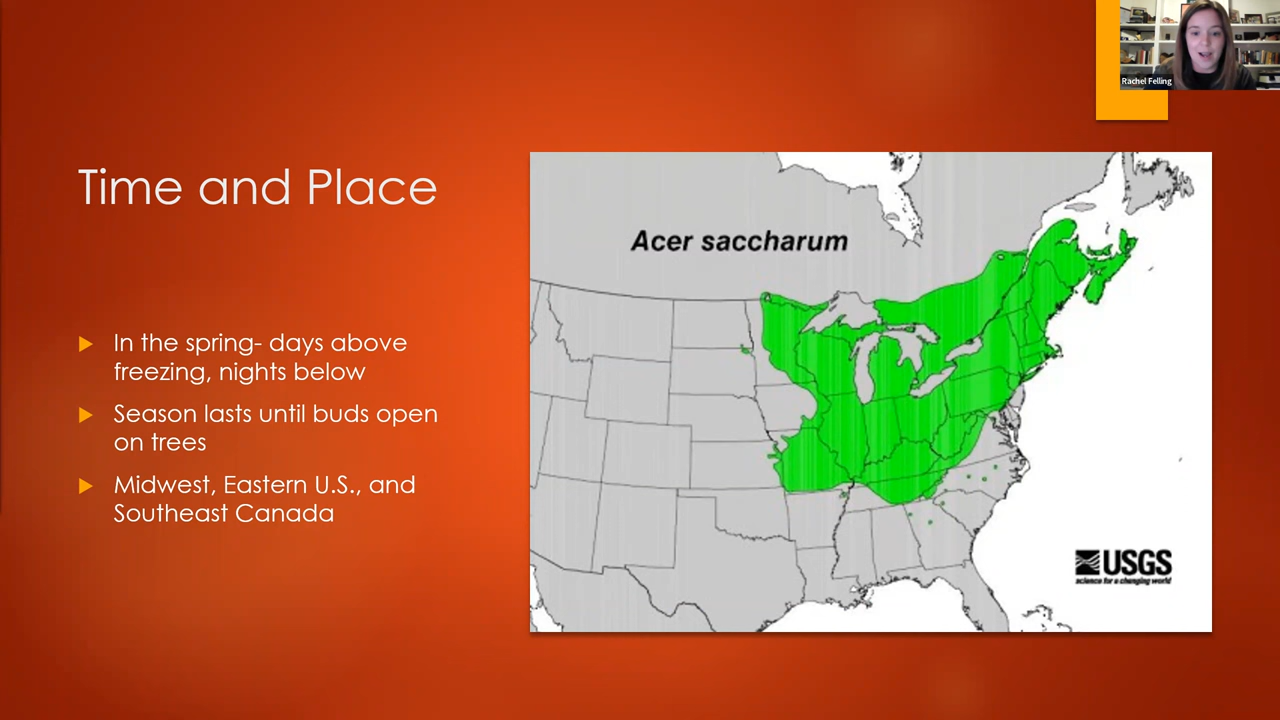 Rachel Felling
Time and Place
In the spring- days above
freezing, nights below
Season lasts until buds open
on trees
Midwest, Eastern U.S., and
Southeast Canada
Acer saccharum
USGS
science for a changing world